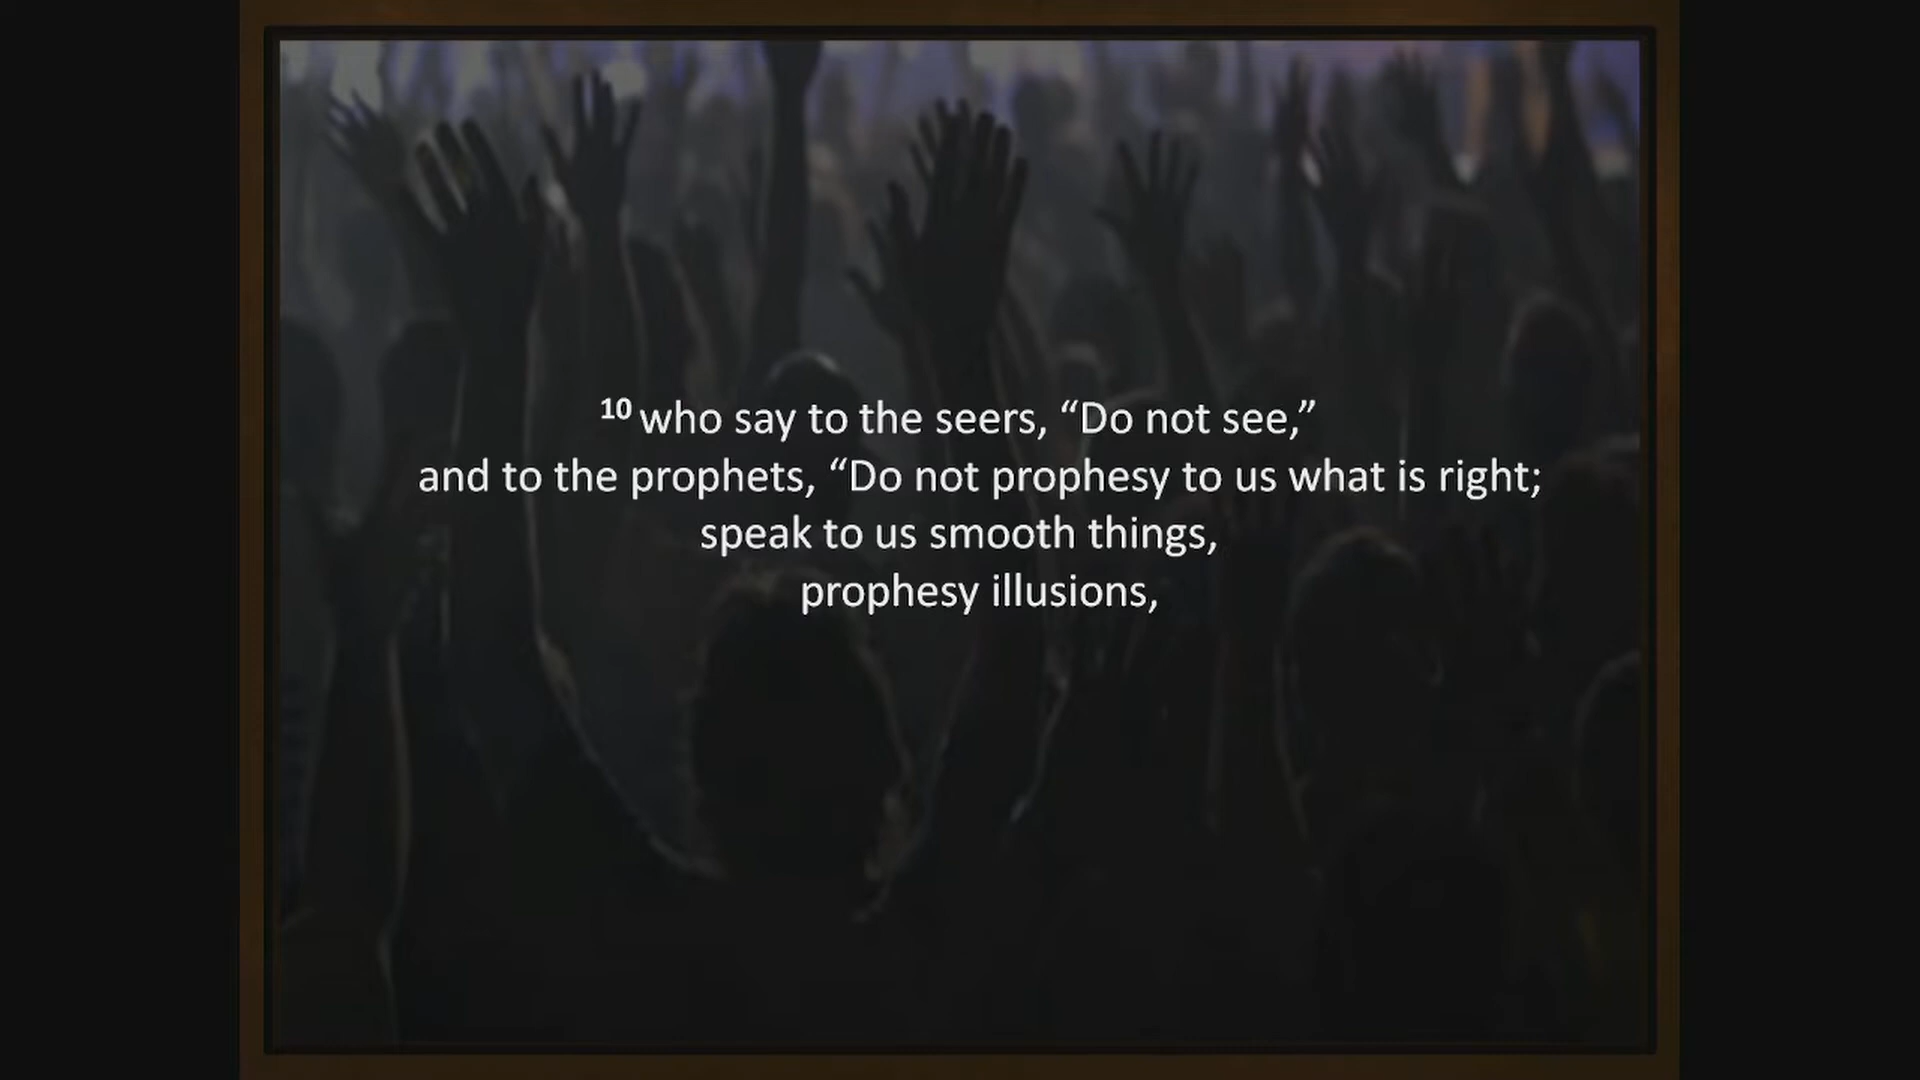 10 who say to the seers, “Do not see,”
and to the prophets, “Do not prophesy to us what is right;
speak to us smooth things,
prophesy illusions,